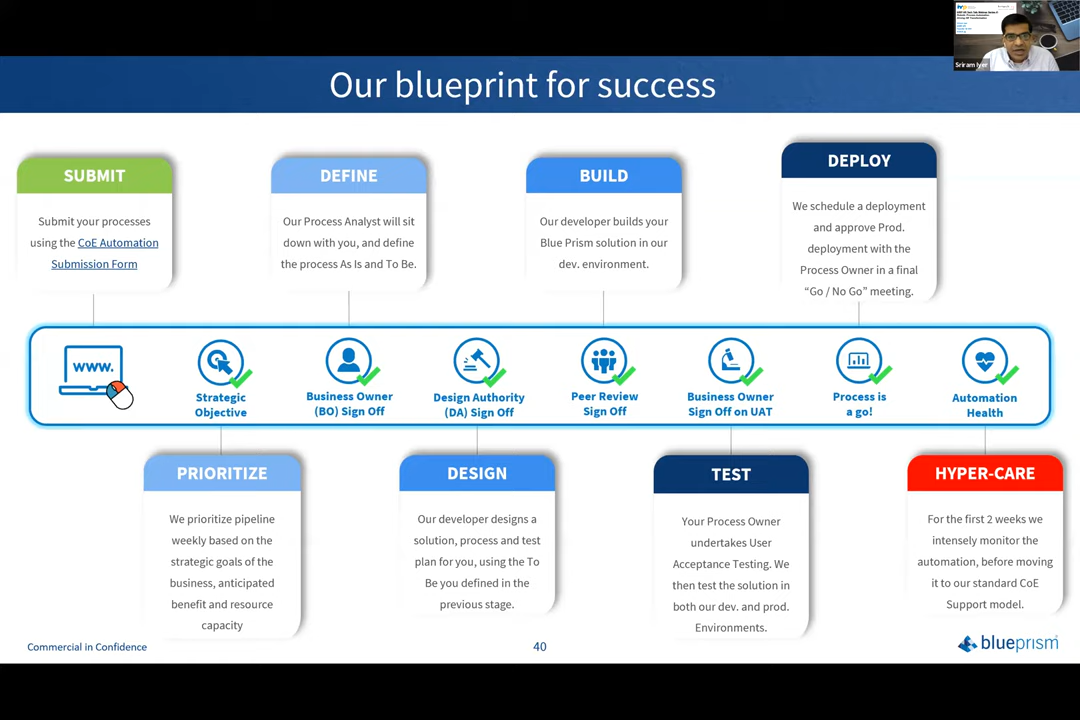 Our blueprint for success
Sriram Iyer
SUBMIT
Submit your processes
using the CoE Automation
Submission Form
DEFINE
Our Process Analyst will sit
down with you, and define
the process As Is and To Be.
BUILD
Our developer builds your
Blue Prism solution in our
dev. environment.
DEPLOY
We schedule a deployment
and approve Prod.
deployment with the
Process Owner in a final
“Go / No Go” meeting.
www.
Strategic
Objective
Business Owner
(BO) Sign Off
Design Authority
(DA) Sign Off
Peer Review
Sign Off
Business Owner
Sign Off on UAT
Process is
a go!
Automation
Health
PRIORITIZE
We prioritize pipeline
weekly based on the
strategic goals of the
business, anticipated
benefit and resource
capacity
DESIGN
Our developer designs a
solution, process and test
plan for you, using the To
Be you defined in the
previous stage.
TEST
Your Process Owner
undertakes User
Acceptance Testing. We
then test the solution in
both our dev. and prod.
Environments.
HYPER-CARE
For the first 2 weeks we
intensely monitor the
automation, before moving
it to our standard CoE
Support model.
Commercial in Confidence
40
blueprism